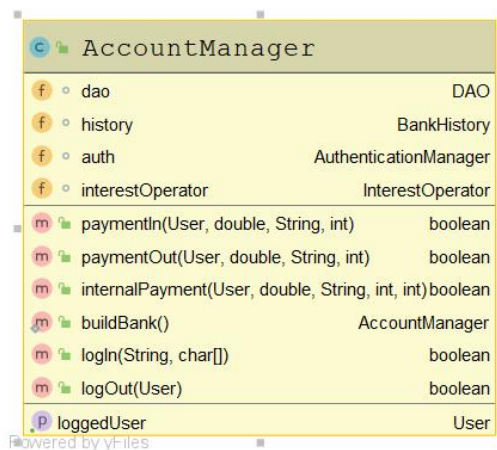 C AccountManager
f dao DAO
f history BankHistory
f auth AuthenticationManager
f interestOperator InterestOperator
m paymentIn(User, double, String, int) boolean
m paymentOut(User, double, String, int) boolean
m internalPayment(User, double, String, int, int) boolean
m buildBank() AccountManager
m logIn(String, char[]) boolean
m logOut(User) boolean
p loggedUser User
Powered by yFiles